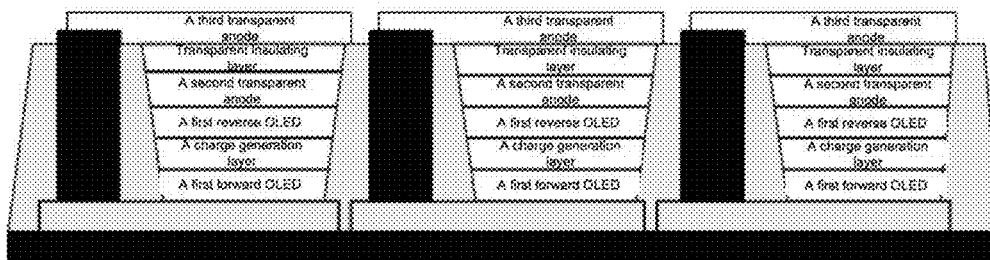 A third transparent anode
A third transparent anode
A third transparent anode
Transparent Insulating layer
Transparent Insulating layer
Transparent Insulating layer
A second transparent anode
A second transparent anode
A second transparent anode
A first reverse OLED
A first reverse OLED
A first reverse OLED
A charge generation layer
A charge generation layer
A charge generation layer
A first forward OLED
A first forward OLED
A first forward OLED